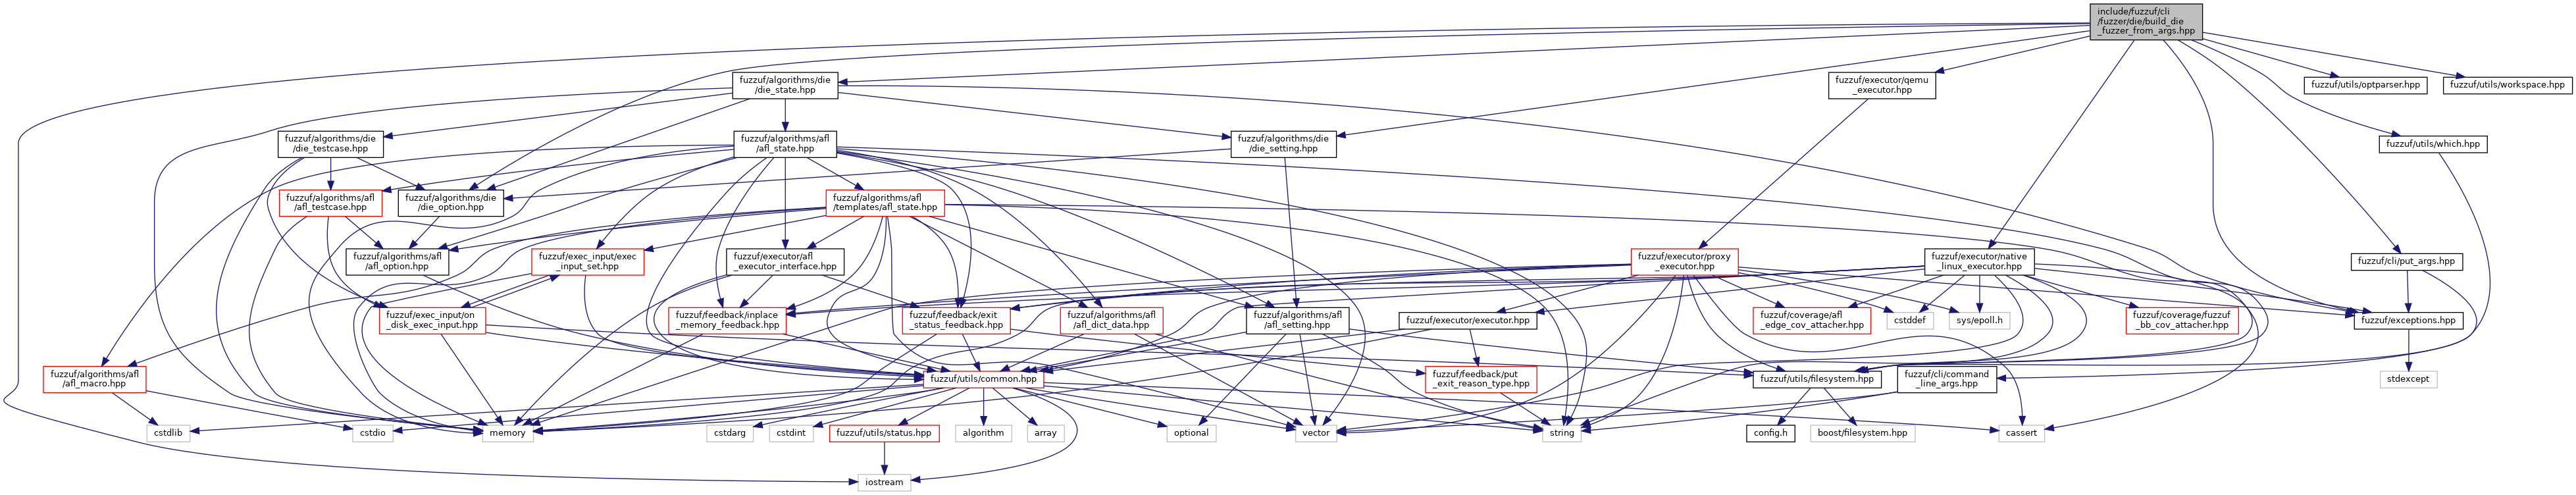 include/fuzzuf/cli
/fuzzer/die/build_die
_fuzzer_from_args.hpp
fuzzuf/algorithms/die
/die_state.hpp
fuzzuf/executor/qemu
_executor.hpp
fuzzuf/utils/optparser.hpp
fuzzuf/utils/workspace.hpp
fuzzuf/algorithms/die
/die_testcase.hpp
fuzzuf/algorithms/afl
/afl_state.hpp
fuzzuf/algorithms/die
/die_setting.hpp
fuzzuf/utils/which.hpp
fuzzuf/algorithms/afl
/afl_testcase.hpp
fuzzuf/algorithms/die
/die_option.hpp
fuzzuf/algorithms/afl
/templates/afl_state.hpp
fuzzuf/algorithms/afl
/afl_option.hpp
fuzzuf/exec_input/exec
_input_set.hpp
fuzzuf/executor/afl
_executor_interface.hpp
fuzzuf/executor/proxy
_executor.hpp
fuzzuf/executor/native
_linux_executor.hpp
fuzzuf/cli/put_args.hpp
fuzzuf/exec_input/on
_disk_exec_input.hpp
fuzzuf/feedback/inplace
_memory_feedback.hpp
fuzzuf/feedback/exit
_status_feedback.hpp
fuzzuf/algorithms/afl
/afl_dict_data.hpp
fuzzuf/algorithms/afl
/afl_setting.hpp
fuzzuf/executor/executor.hpp
fuzzuf/coverage/afl
_edge_cov_attacher.hpp
cstddef
sys/epoll.h
fuzzuf/coverage/fuzzuf
_bb_cov_attacher.hpp
fuzzuf/exceptions.hpp
fuzzuf/algorithms/afl
/afl_macro.hpp
fuzzuf/utils/common.hpp
fuzzuf/feedback/put
_exit_reason_type.hpp
fuzzuf/utils/filesystem.hpp
fuzzuf/cli/command
_line_args.hpp
stdexcept
cstdlib
cstdio
memory
cstdarg
cstdint
fuzzuf/utils/status.hpp
algorithm
array
optional
vector
string
config.h
boost/filesystem.hpp
cassert
iostream